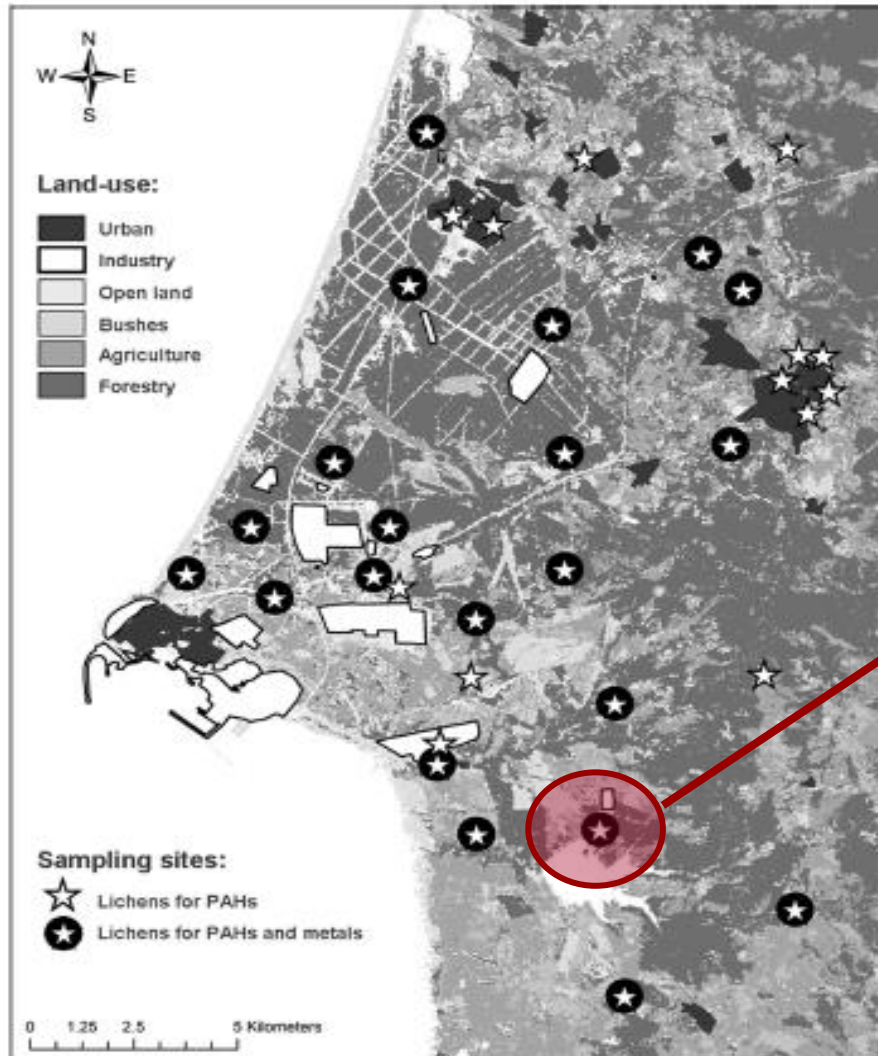 N
W E
S
Land-use:
Urban
Industry
Open land
Bushes
Agriculture
Forestry
Sampling sites:
Lichens for PAHs
Lichens for PAHs and metals
0 1.25 2.5 5 Kilometers